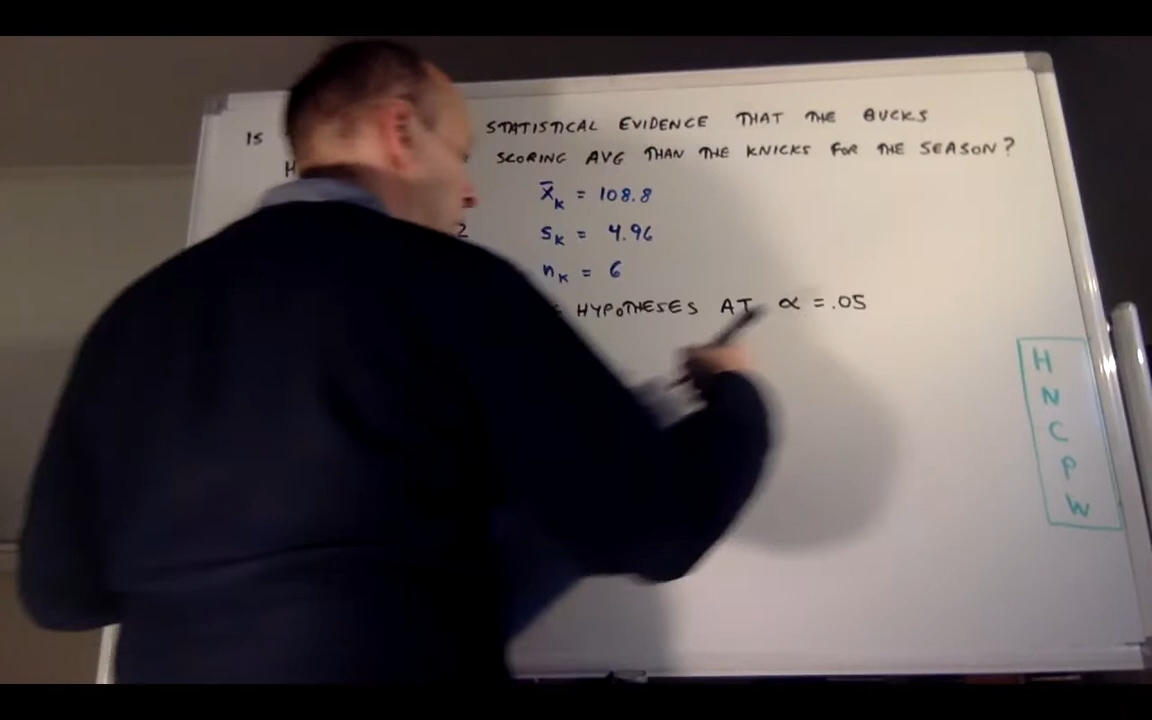 IS STATISTICAL EVIDENCE THAT THE BUCKS
H SCORING AVG THAN THE KNICKS FOR THE SEASON?
x̄K = 108.8
2 sK = 4.96
nK = 6
HYPOTHESES AT α = .05
H
N
C
P
W